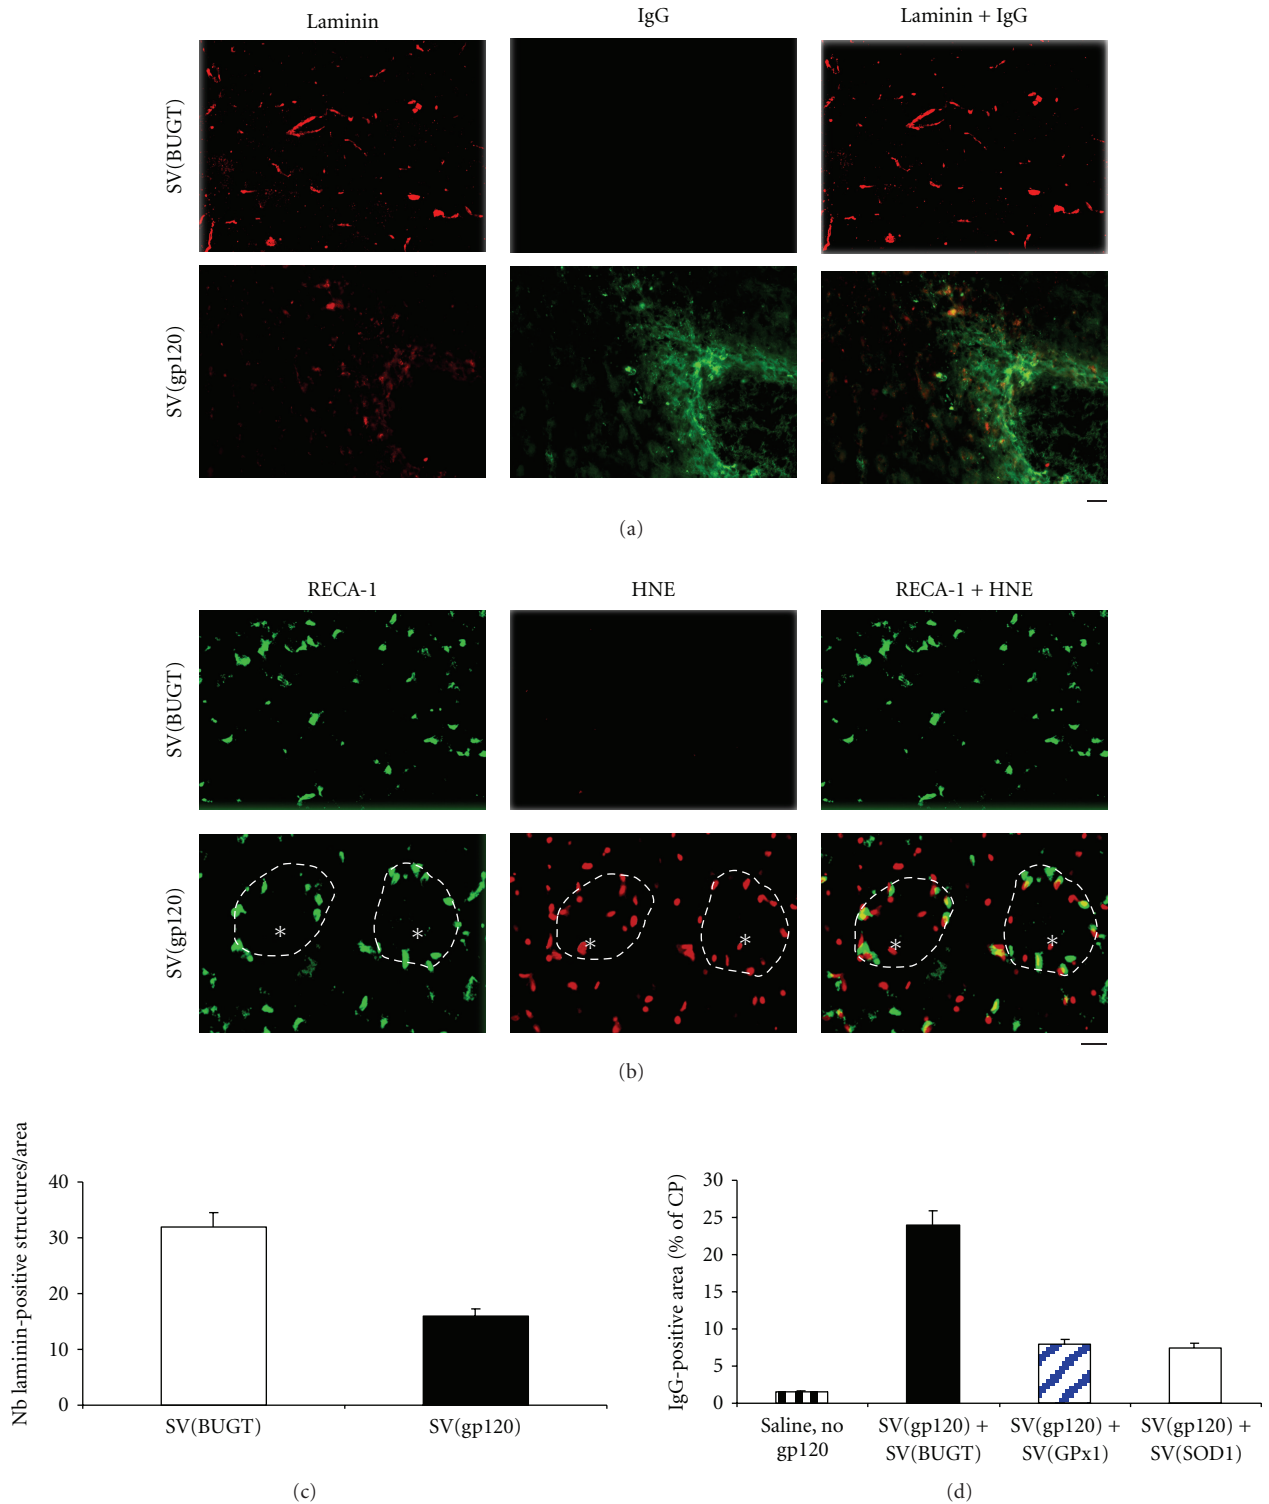 Laminin IgG Laminin + IgG
SV(BUGT)
SV(gp120)
(a)
RECA-1 HNE RECA-1 + HNE
SV(BUGT)
SV(gp120)
* * * * * *
(b)
Nb laminin-positive structures/area
40
30
20
10
0
SV(BUGT) SV(gp120)
(c)
IgG-positive area (% of CP)
30
25
20
15
10
5
0
Saline, no SV(gp120) + SV(gp120) + SV(gp120) +
gp120 SV(BUGT) SV(GPx1) SV(SOD1)
(d)